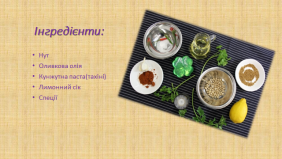 Інгредієнти:
Нут
Оливкова олія
Кунжутна паста(тахіні)
Лимонний сік
Спеції